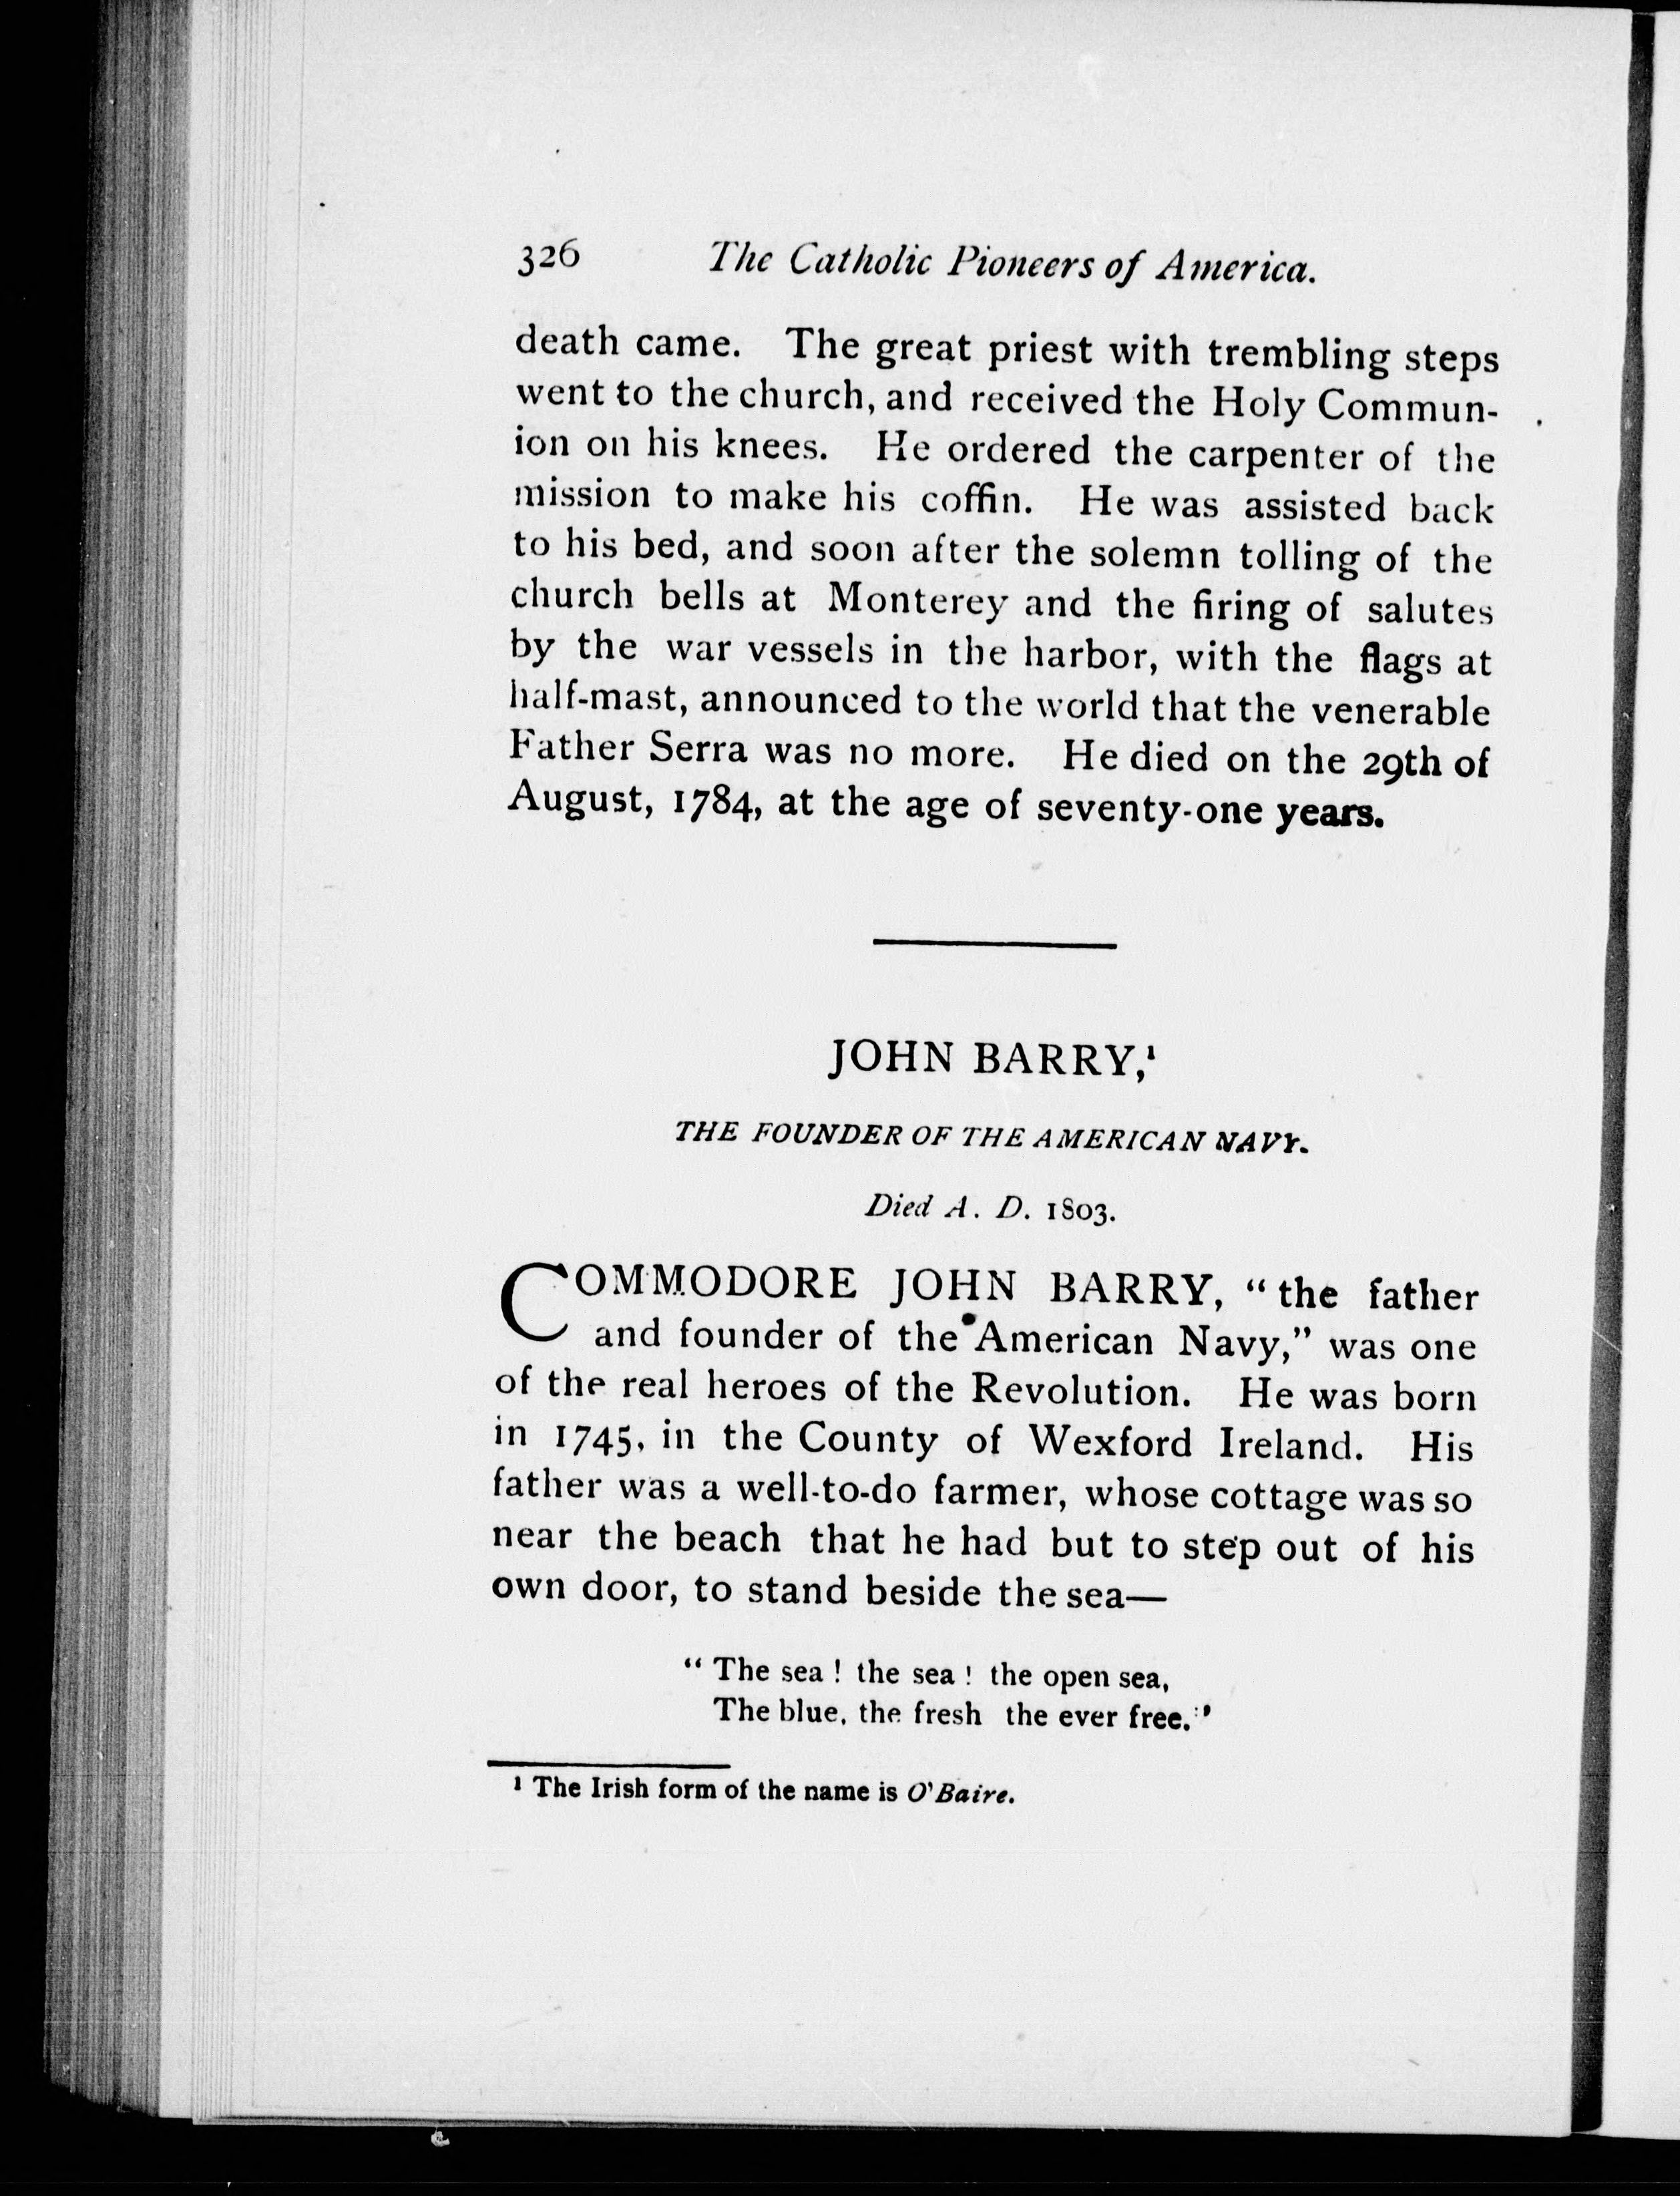 326 The Catholic Pioneers of America.
death came. The great priest with trembling steps
went to the church, and received the Holy Commun-
ion on his knees. He ordered the carpenter of the
mission to make his coffin. He was assisted back
to his bed, and soon after the solemn tolling of the
church bells at Monterey and the firing of salutes
by the war vessels in the harbor, with the flags at
half-mast, announced to the world that the venerable
Father Serra was no more. He died on the 29th of
August, 1784, at the age of seventy-one years.
JOHN BARRY,¹
THE FOUNDER OF THE AMERICAN NAVY.
Died A. D. 1803.
COMMODORE JOHN BARRY, “the father
and founder of the American Navy,” was one
of the real heroes of the Revolution. He was born
in 1745, in the County of Wexford Ireland. His
father was a well-to-do farmer, whose cottage was so
near the beach that he had but to step out of his
own door, to stand beside the sea—
“ The sea ! the sea ! the open sea,
The blue, the fresh the ever free.”
¹ The Irish form of the name is O'Baire.